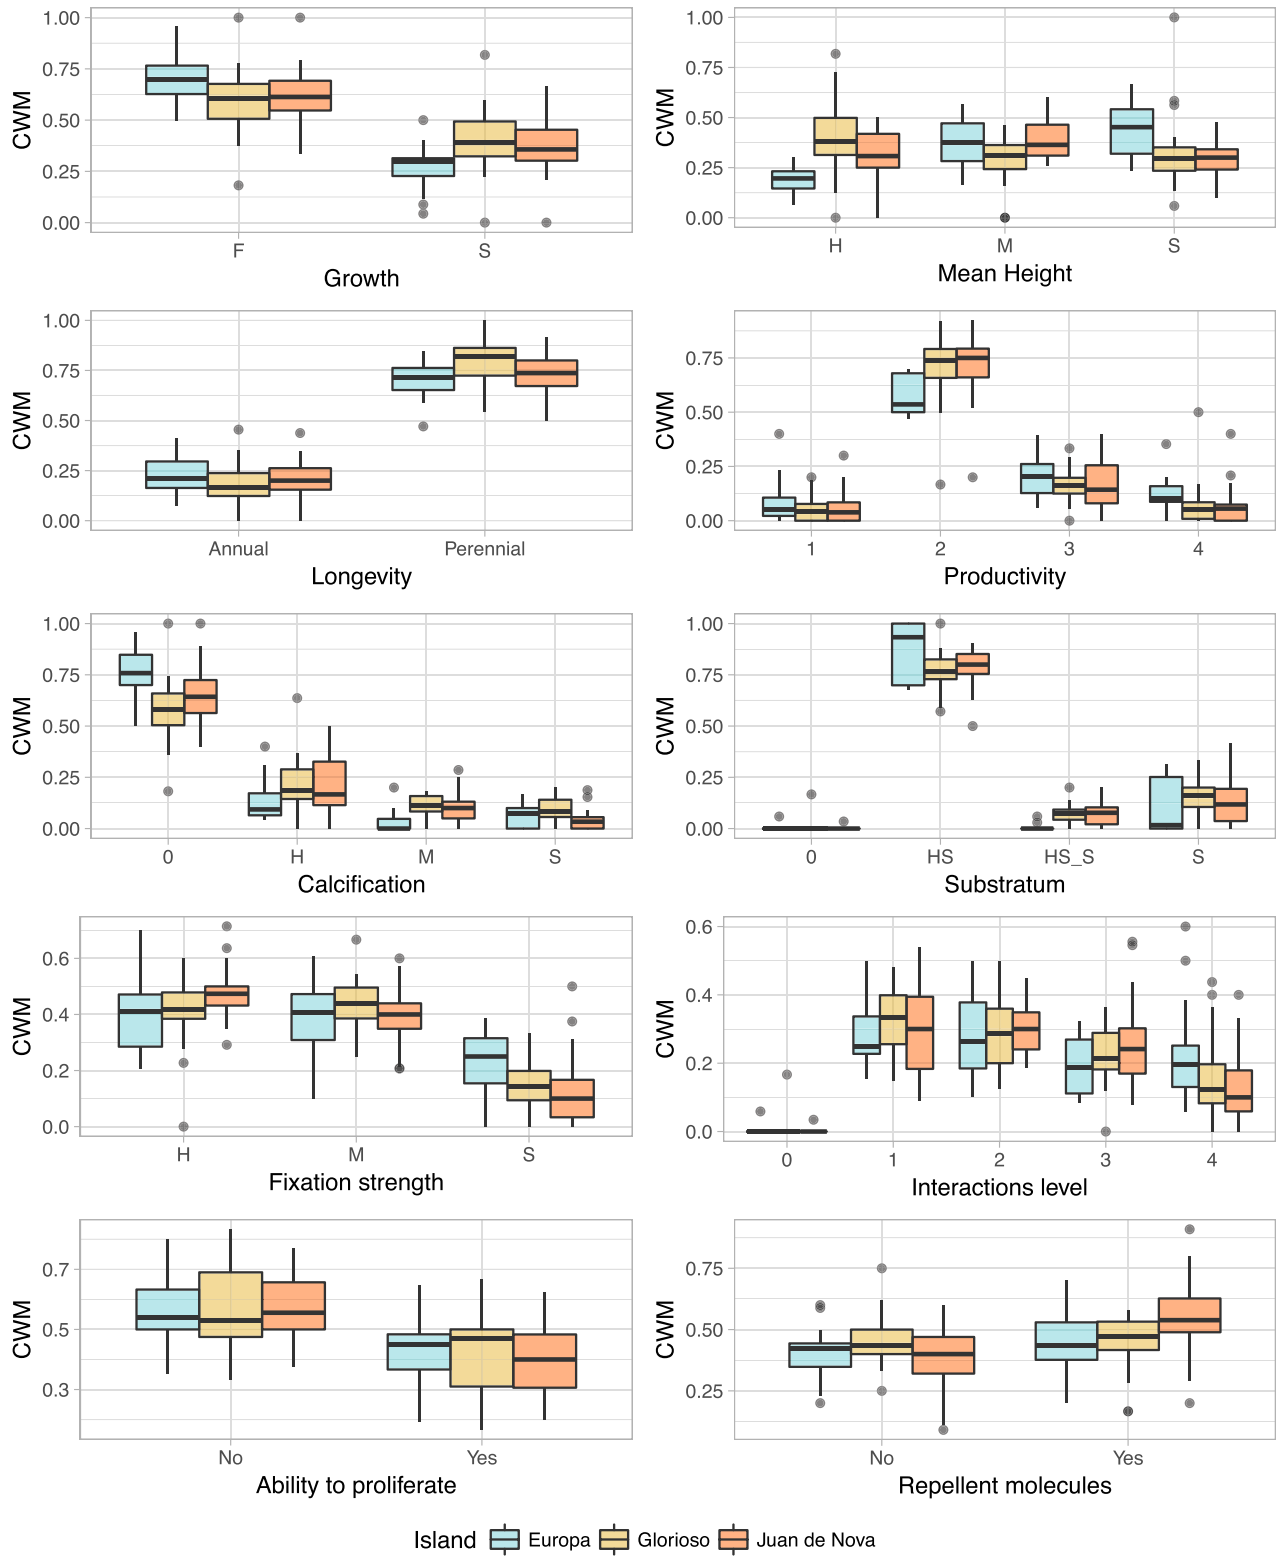 1.00
0.75
0.50
0.25
0.00
CWM
F S
Growth
1.00
0.75
0.50
0.25
0.00
CWM
H M S
Mean Height
1.00
0.75
0.50
0.25
0.00
CWM
Annual Perennial
Longevity
0.75
0.50
0.25
0.00
CWM
1 2 3 4
Productivity
1.00
0.75
0.50
0.25
0.00
CWM
0 H M S
Calcification
1.00
0.75
0.50
0.25
0.00
CWM
0 HS HS_S S
Substratum
0.6
0.4
0.2
0.0
CWM
H M S
Fixation strength
0.6
0.4
0.2
0.0
CWM
0 1 2 3 4
Interactions level
0.7
0.5
0.3
CWM
No Yes
Ability to proliferate
0.75
0.50
0.25
CWM
No Yes
Repellent molecules
Island Europa Glorioso Juan de Nova